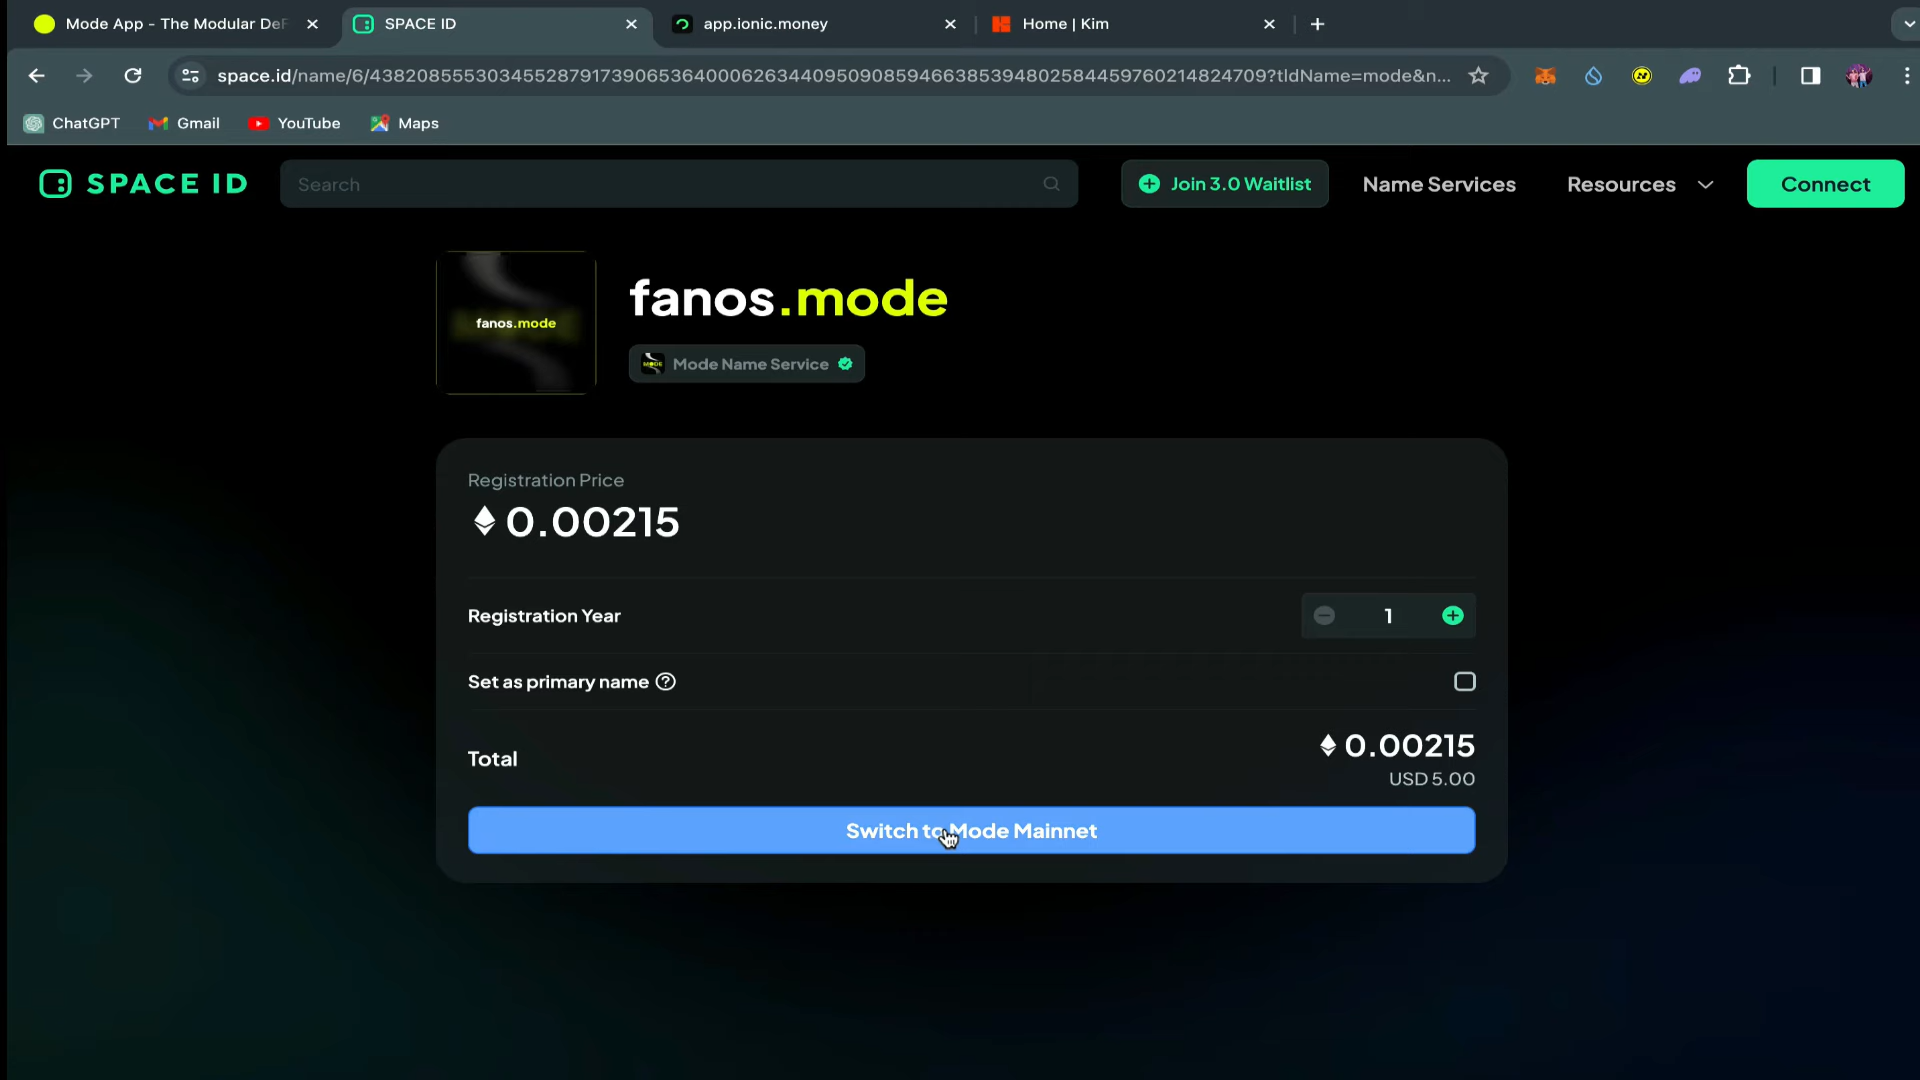 Mode App - The Modular DeF
SPACE ID
app.ionic.money
Home | Kim
space.id/name/6/43820855530345528791739065364000626344095090859466385394802584459760214824709?tldName=mode&n...
ChatGPT
Gmail
YouTube
Maps
SPACE ID
Search
Join 3.0 Waitlist
Name Services
Resources
Connect
fanos.mode
fanos.mode
MODE
Mode Name Service
Registration Price
0.00215
Registration Year
1
Set as primary name
Total
0.00215
USD 5.00
Switch to Mode Mainnet